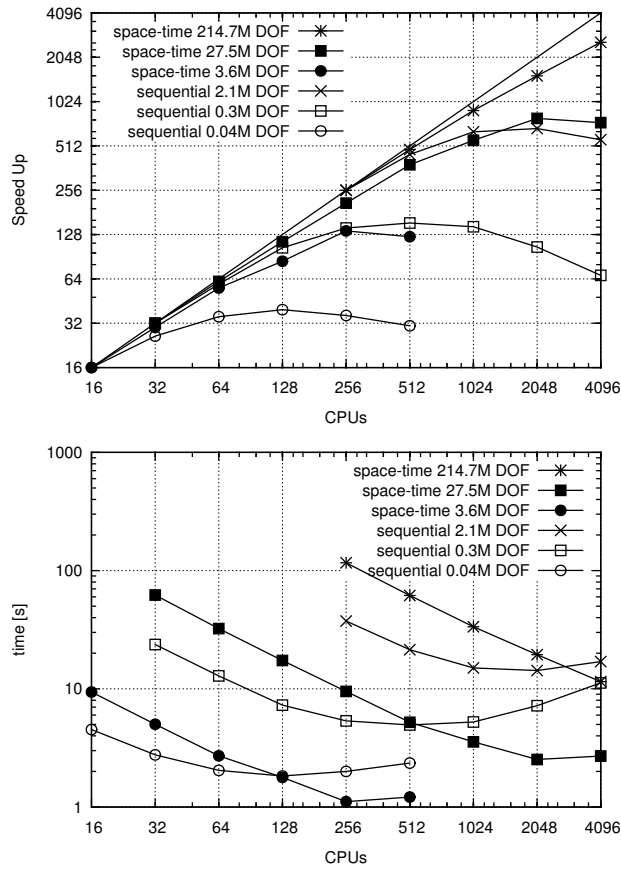 4096
2048
1024
512
256
128
64
32
16
Speed Up
space-time 214.7M DOF
space-time 27.5M DOF
space-time 3.6M DOF
sequential 2.1M DOF
sequential 0.3M DOF
sequential 0.04M DOF
16 32 64 128 256 512 1024 2048 4096
CPUs
1000
100
10
1
time [s]
space-time 214.7M DOF
space-time 27.5M DOF
space-time 3.6M DOF
sequential 2.1M DOF
sequential 0.3M DOF
sequential 0.04M DOF
16 32 64 128 256 512 1024 2048 4096
CPUs